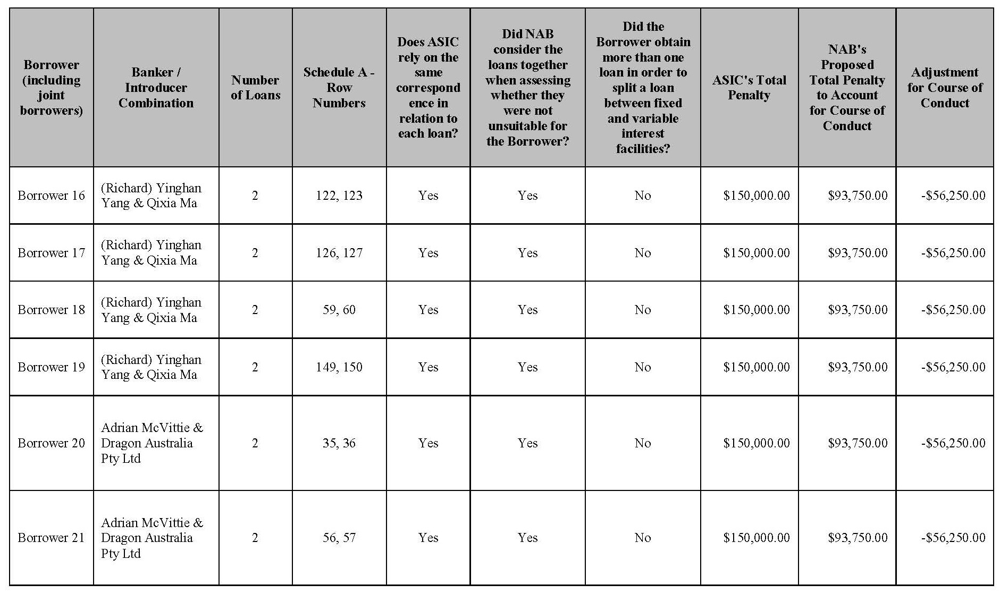 Borrower
(including
joint
borrowers)
Banker /
Introducer
Combination
Number
of Loans
Schedule A -
Row
Numbers
Does ASIC
rely on the
same
correspond
ence in
relation to
each loan?
Did NAB
consider the
loans together
when assessing
whether they
were not
unsuitable for
the Borrower?
Did the
Borrower obtain
more than one
loan in order to
split a loan
between fixed
and variable
interest
facilities?
ASIC's Total
Penalty
NAB's
Proposed
Total Penalty
to Account
for Course of
Conduct
Adjustment
for Course of
Conduct
Borrower 16
(Richard) Yinghan
Yang & Qixia Ma
2
122, 123
Yes
Yes
No
$150,000.00
$93,750.00
-$56,250.00
Borrower 17
(Richard) Yinghan
Yang & Qixia Ma
2
126, 127
Yes
Yes
No
$150,000.00
$93,750.00
-$56,250.00
Borrower 18
(Richard) Yinghan
Yang & Qixia Ma
2
59, 60
Yes
Yes
No
$150,000.00
$93,750.00
-$56,250.00
Borrower 19
(Richard) Yinghan
Yang & Qixia Ma
2
149, 150
Yes
Yes
No
$150,000.00
$93,750.00
-$56,250.00
Borrower 20
Adrian McVittie &
Dragon Australia
Pty Ltd
2
35, 36
Yes
Yes
No
$150,000.00
$93,750.00
-$56,250.00
Borrower 21
Adrian McVittie &
Dragon Australia
Pty Ltd
2
56, 57
Yes
Yes
No
$150,000.00
$93,750.00
-$56,250.00